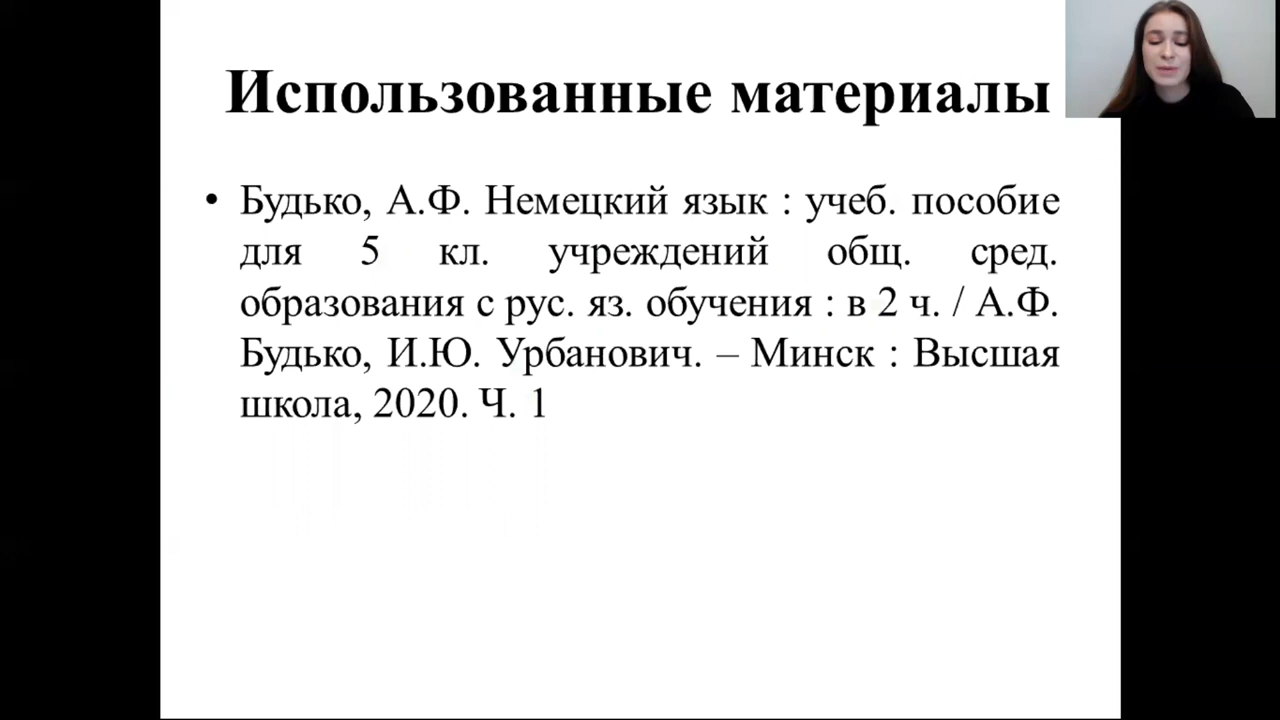 Использованные материалы
• Будько, А.Ф. Немецкий язык : учеб. пособие
для 5 кл. учреждений общ. сред.
образования с рус. яз. обучения : в 2 ч. / А.Ф.
Будько, И.Ю. Урбанович. – Минск : Высшая
школа, 2020. Ч. 1